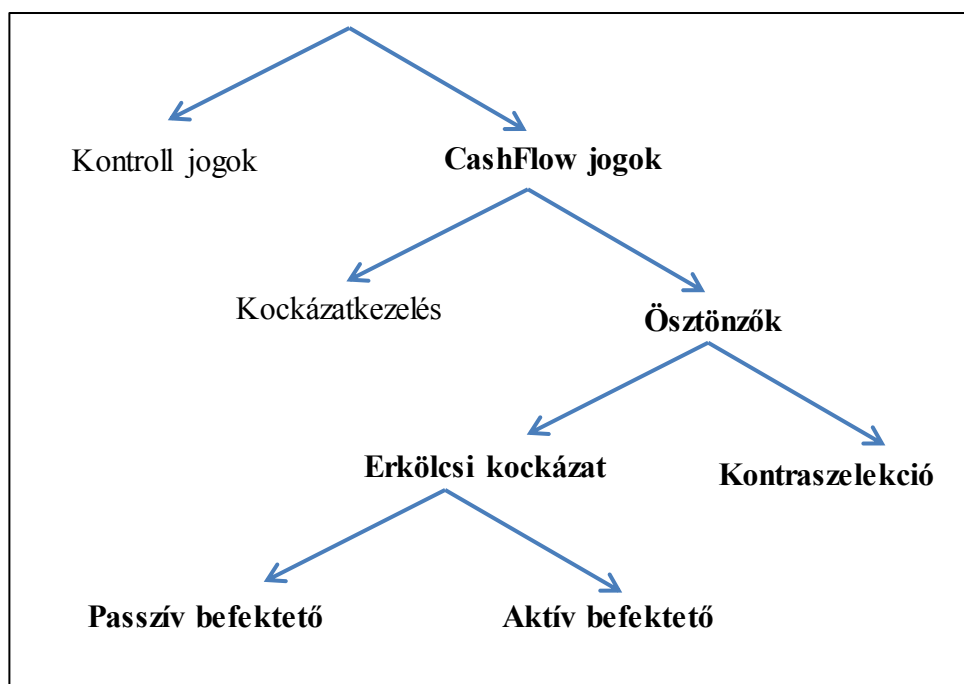 Kontroll jogok
CashFlow jogok
Kockázatkezelés
Ösztönzők
Erkölcsi kockázat
Kontraszelekció
Passzív befektető
Aktív befektető